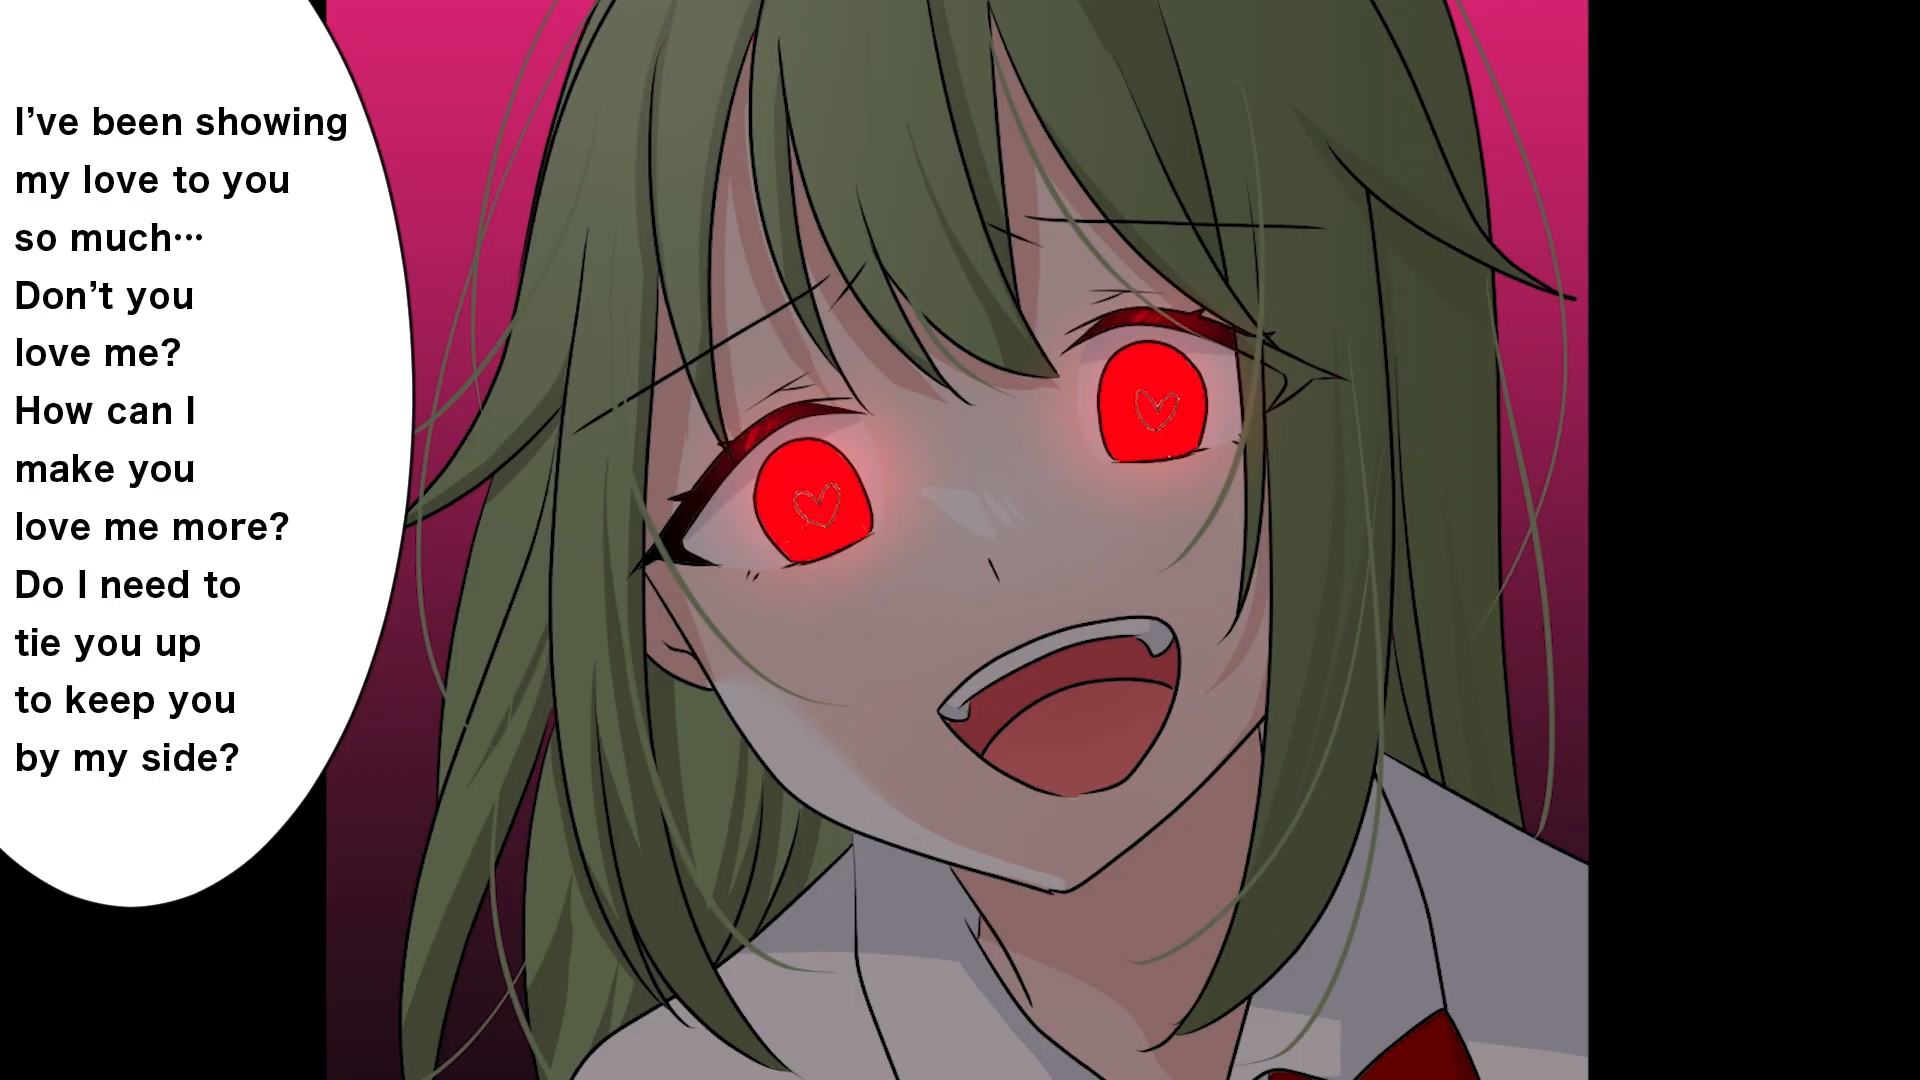 I’ve been showing
my love to you
so much⋯
Don’t you
love me?
How can I
make you
love me more?
Do I need to
tie you up
to keep you
by my side?